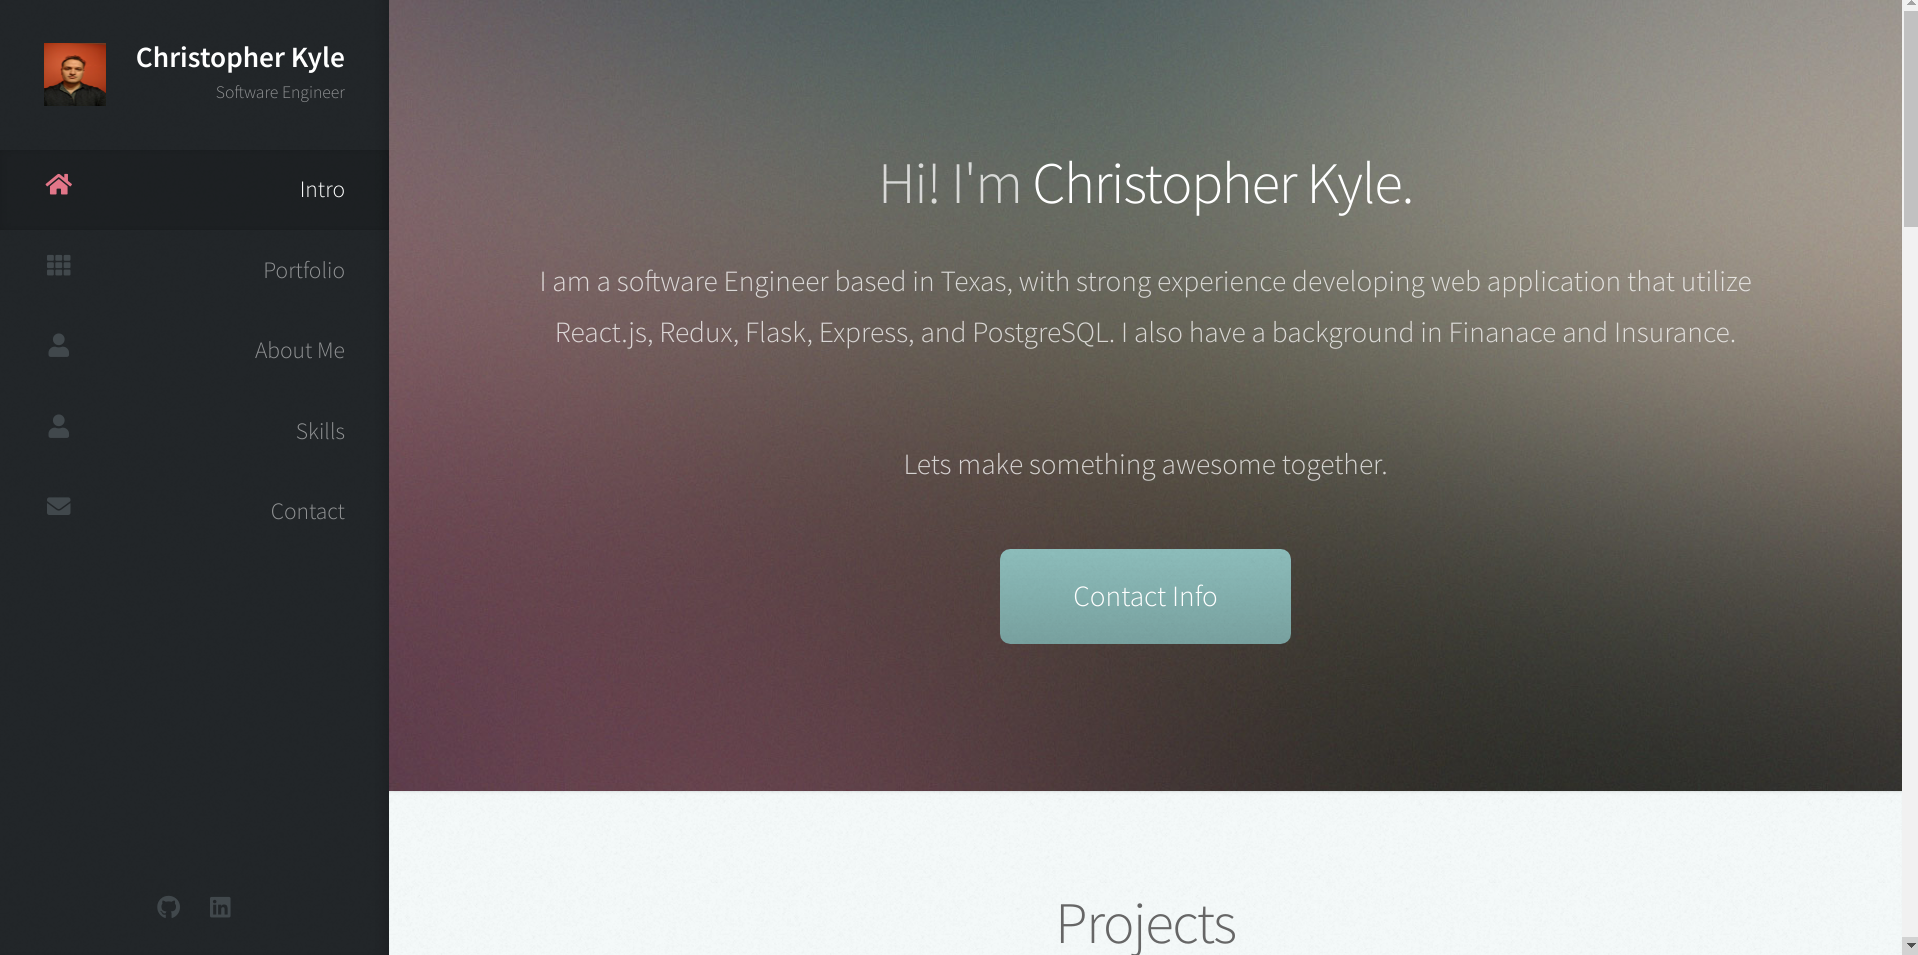 Christopher Kyle
Software Engineer
Intro
Portfolio
About Me
Skills
Contact
Hi! I'm Christopher Kyle.
I am a software Engineer based in Texas, with strong experience developing web application that utilize
React.js, Redux, Flask, Express, and PostgreSQL. I also have a background in Finanace and Insurance.
Lets make something awesome together.
Contact Info
Projects